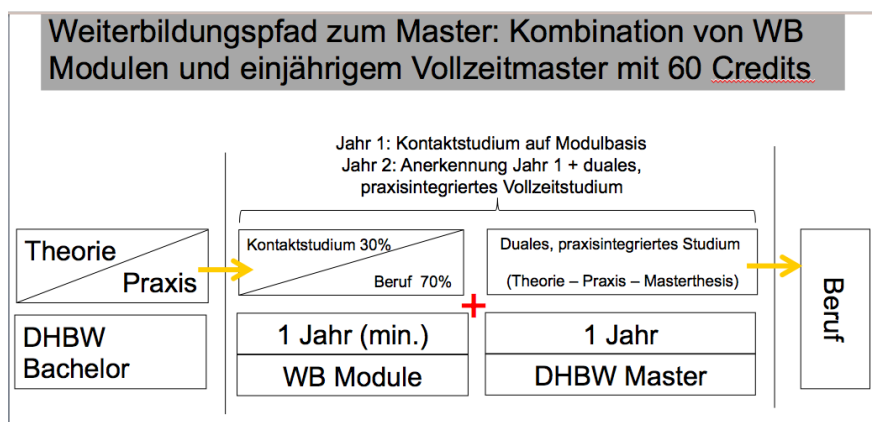 Weiterbildungspfad zum Master: Kombination von WB
Modulen und einjährigem Vollzeitmaster mit 60 Credits
Jahr 1: Kontaktstudium auf Modulbasis
Jahr 2: Anerkennung Jahr 1 + duales,
praxisintegriertes Vollzeitstudium
Theorie
Praxis
Kontaktstudium 30%
Beruf 70%
Duales, praxisintegriertes Studium
(Theorie – Praxis – Masterthesis)
+
DHBW
Bachelor
1 Jahr (min.)
WB Module
1 Jahr
DHBW Master
Beruf